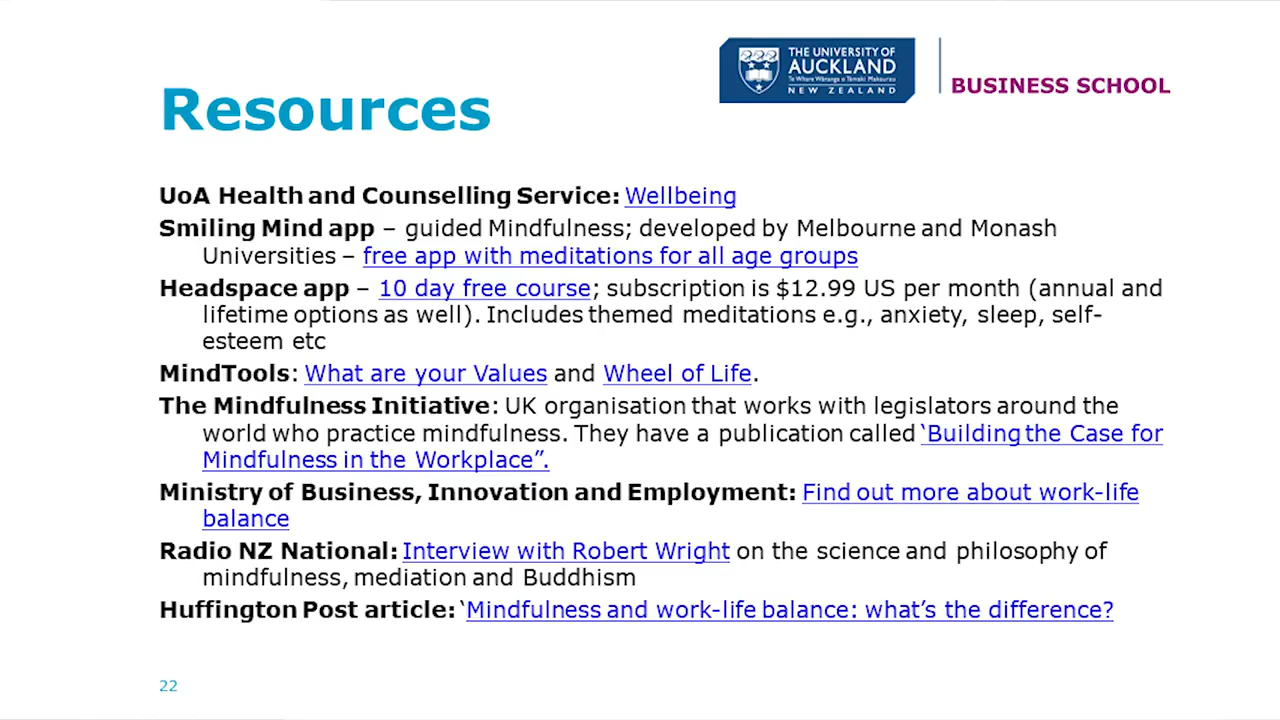 THE UNIVERSITY OF
AUCKLAND
Te Whare Wānanga o Tāmaki Makaurau
NEW ZEALAND
BUSINESS SCHOOL
Resources
UoA Health and Counselling Service: Wellbeing
Smiling Mind app – guided Mindfulness; developed by Melbourne and Monash
Universities – free app with meditations for all age groups
Headspace app – 10 day free course; subscription is $12.99 US per month (annual and
lifetime options as well). Includes themed meditations e.g., anxiety, sleep, self-
esteem etc
MindTools: What are your Values and Wheel of Life.
The Mindfulness Initiative: UK organisation that works with legislators around the
world who practice mindfulness. They have a publication called ‘Building the Case for
Mindfulness in the Workplace”.
Ministry of Business, Innovation and Employment: Find out more about work-life
balance
Radio NZ National: Interview with Robert Wright on the science and philosophy of
mindfulness, mediation and Buddhism
Huffington Post article: ‘Mindfulness and work-life balance: what’s the difference?
22